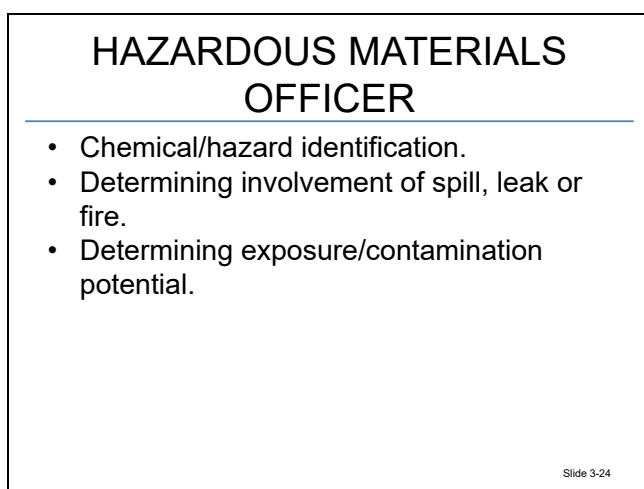 HAZARDOUS MATERIALS
OFFICER
• Chemical/hazard identification.
• Determining involvement of spill, leak or
fire.
• Determining exposure/contamination
potential.
Slide 3-24